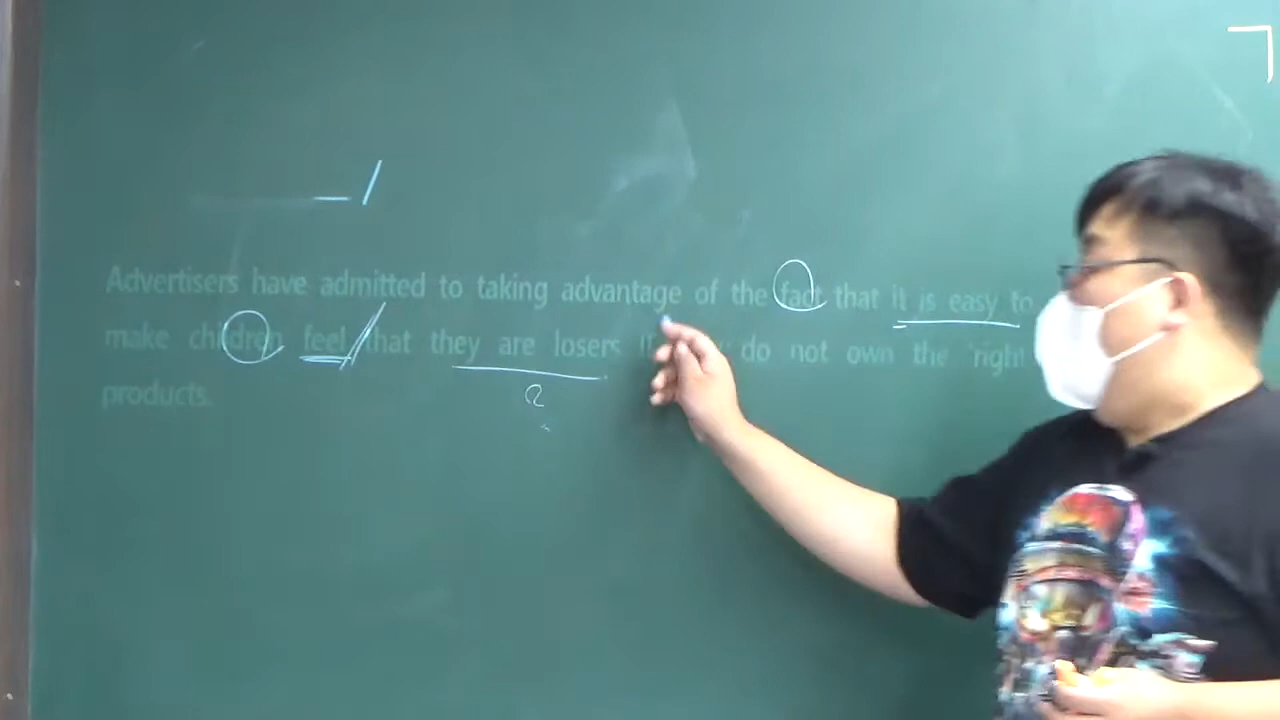 Advertisers have admitted to taking advantage of the fact that it is easy to
make children feel that they are losers if do not own the 'right
products.